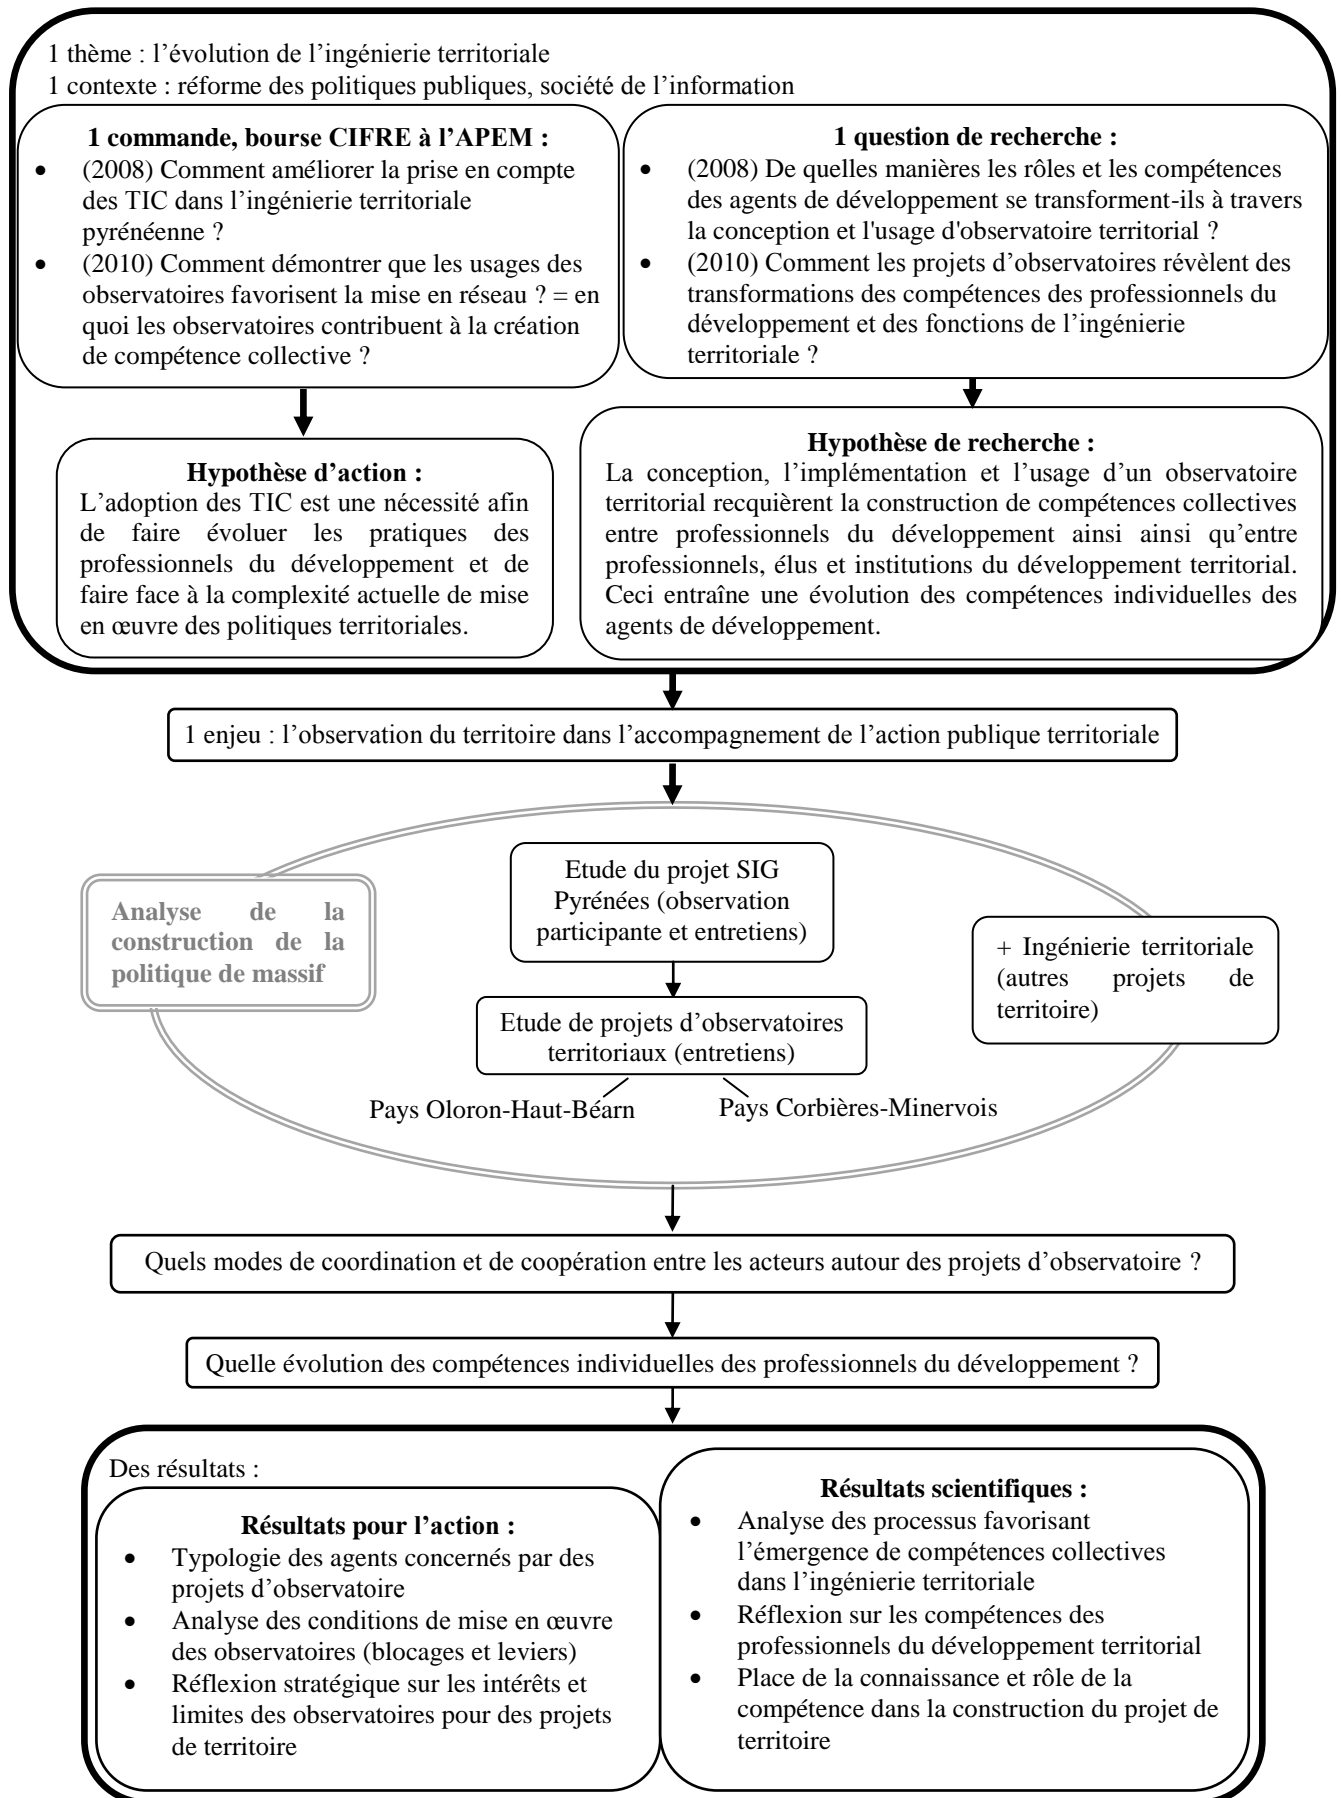 1 thème : l’évolution de l’ingénierie territoriale
1 contexte : réforme des politiques publiques, société de l’information
1 commande, bourse CIFRE à l’APEM :
• (2008) Comment améliorer la prise en compte
des TIC dans l’ingénierie territoriale
pyrénéenne ?
• (2010) Comment démontrer que les usages des
observatoires favorisent la mise en réseau ? = en
quoi les observatoires contribuent à la création
de compétence collective ?
1 question de recherche :
• (2008) De quelles manières les rôles et les compétences
des agents de développement se transforment-ils à travers
la conception et l'usage d'observatoire territorial ?
• (2010) Comment les projets d’observatoires révèlent des
transformations des compétences des professionnels du
développement et des fonctions de l’ingénierie
territoriale ?
Hypothèse d’action :
L’adoption des TIC est une nécessité afin
de faire évoluer les pratiques des
professionnels du développement et de
faire face à la complexité actuelle de mise
en œuvre des politiques territoriales.
Hypothèse de recherche :
La conception, l’implémentation et l’usage d’un observatoire
territorial recquièrent la construction de compétences collectives
entre professionnels du développement ainsi ainsi qu’entre
professionnels, élus et institutions du développement territorial.
Ceci entraîne une évolution des compétences individuelles des
agents de développement.
1 enjeu : l’observation du territoire dans l’accompagnement de l’action publique territoriale
Analyse de la
construction de la
politique de massif
Etude du projet SIG
Pyrénées (observation
participante et entretiens)
+ Ingénierie territoriale
(autres projets de
territoire)
Etude de projets d’observatoires
territoriaux (entretiens)
Pays Oloron-Haut-Béarn
Pays Corbières-Minervois
Quels modes de coordination et de coopération entre les acteurs autour des projets d’observatoire ?
Quelle évolution des compétences individuelles des professionnels du développement ?
Des résultats :
Résultats pour l’action :
• Typologie des agents concernés par des
projets d’observatoire
• Analyse des conditions de mise en œuvre
des observatoires (blocages et leviers)
• Réflexion stratégique sur les intérêts et
limites des observatoires pour des projets
de territoire
Résultats scientifiques :
• Analyse des processus favorisant
l’émergence de compétences collectives
dans l’ingénierie territoriale
• Réflexion sur les compétences des
professionnels du développement territorial
• Place de la connaissance et rôle de la
compétence dans la construction du projet de
territoire